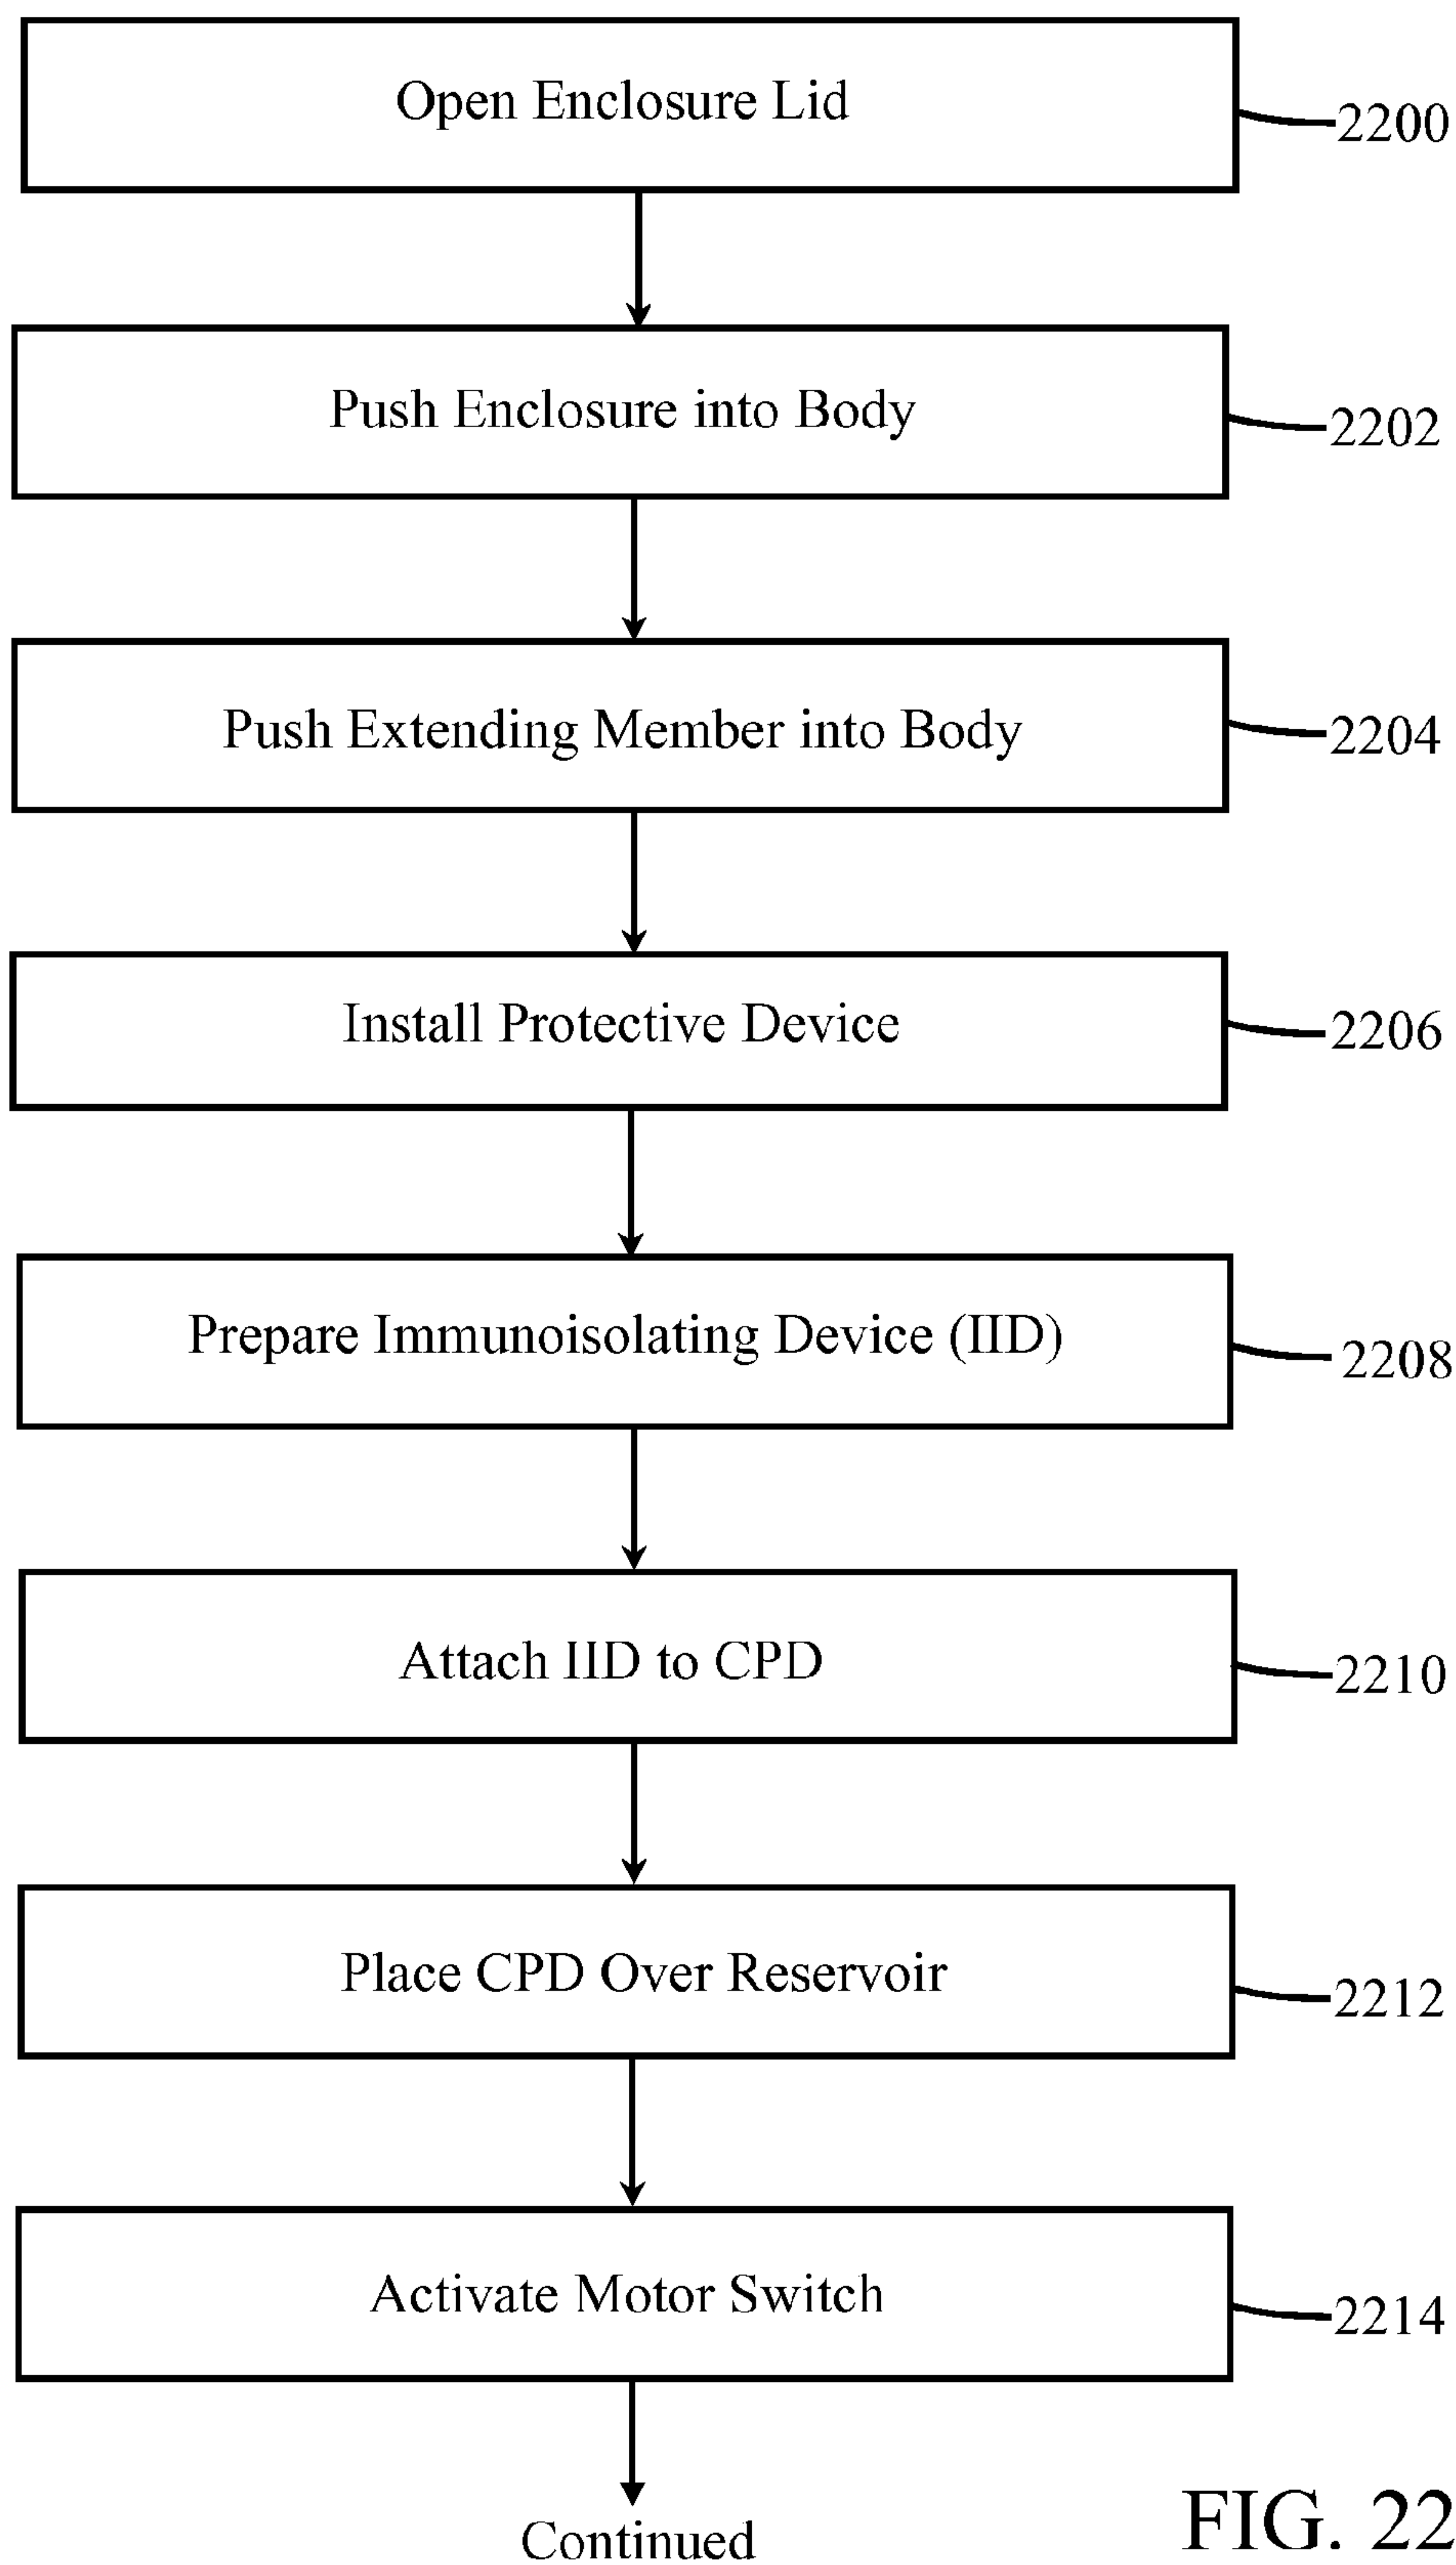 Open Enclosure Lid
2200
Push Enclosure into Body
2202
Push Extending Member into Body
2204
Install Protective Device
2206
Prepare Immunoisolating Device (IID)
2208
Attach IID to CPD
2210
Place CPD Over Reservoir
2212
Activate Motor Switch
2214
Continued
FIG. 22